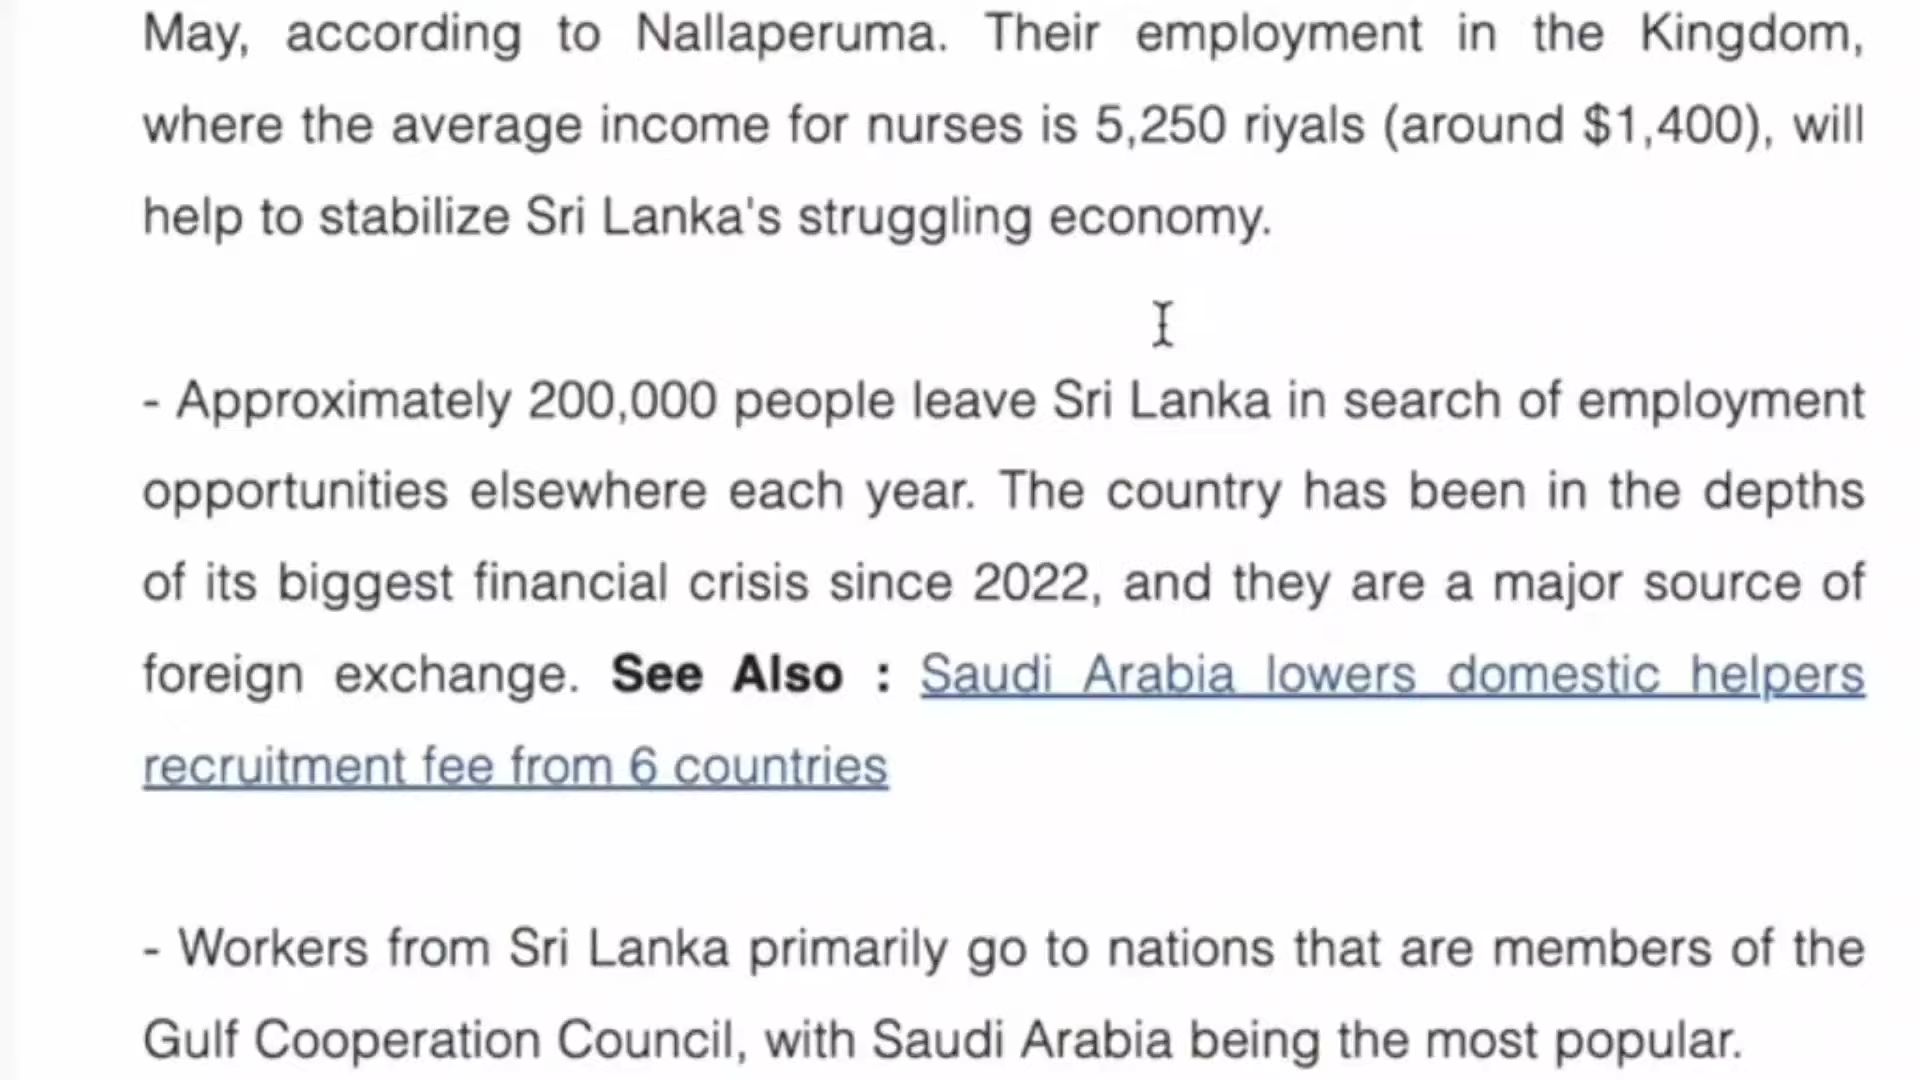 May, according to Nallaperuma. Their employment in the Kingdom,
where the average income for nurses is 5,250 riyals (around $1,400), will
help to stabilize Sri Lanka's struggling economy.
- Approximately 200,000 people leave Sri Lanka in search of employment
opportunities elsewhere each year. The country has been in the depths
of its biggest financial crisis since 2022, and they are a major source of
foreign exchange. See Also : Saudi Arabia lowers domestic helpers
recruitment fee from 6 countries
- Workers from Sri Lanka primarily go to nations that are members of the
Gulf Cooperation Council, with Saudi Arabia being the most popular.